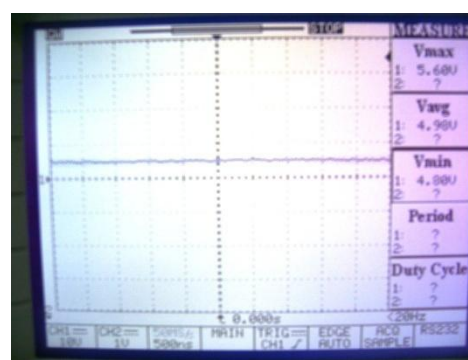 STOP
MEASURE
Vmax
1: 5.60V
2: ?
Vavg
1: 4.98V
2: ?
Vmin
1: 4.80V
2: ?
Period
1: ?
2: ?
Duty Cycle
1: ?
2: ?
0.000s
<20Hz
CH1 CH2 MAIN TRIG EDGE ACQ RS232
10V 1V 500ns CH1 AUTO SAMPLE